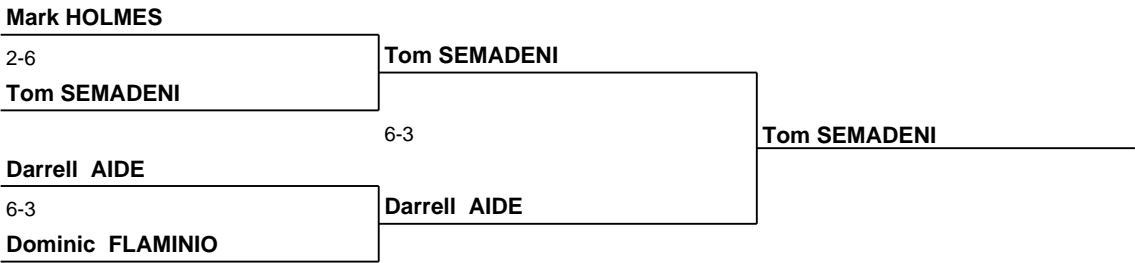 Mark HOLMES
2-6
Tom SEMADENI
Tom SEMADENI
6-3
Tom SEMADENI
Darrell AIDE
6-3
Darrell AIDE
Dominic FLAMINIO